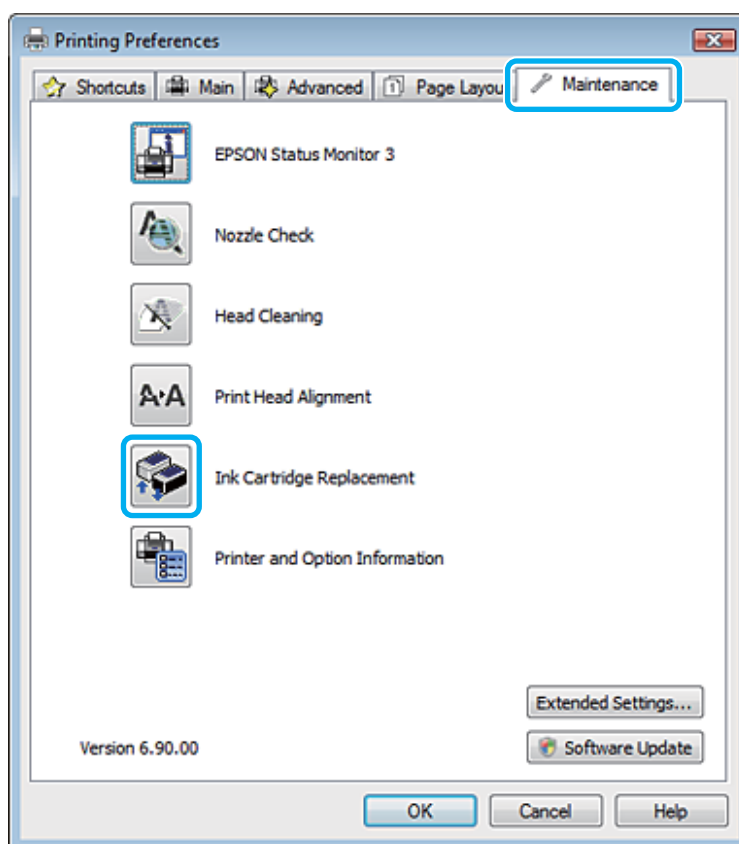 Printing Preferences
Shortcuts Main Advanced 1 Page Layou Maintenance
EPSON Status Monitor 3
Nozzle Check
Head Cleaning
A A Print Head Alignment
Ink Cartridge Replacement
Printer and Option Information
Extended Settings...
Version 6.90.00 Software Update
OK Cancel Help